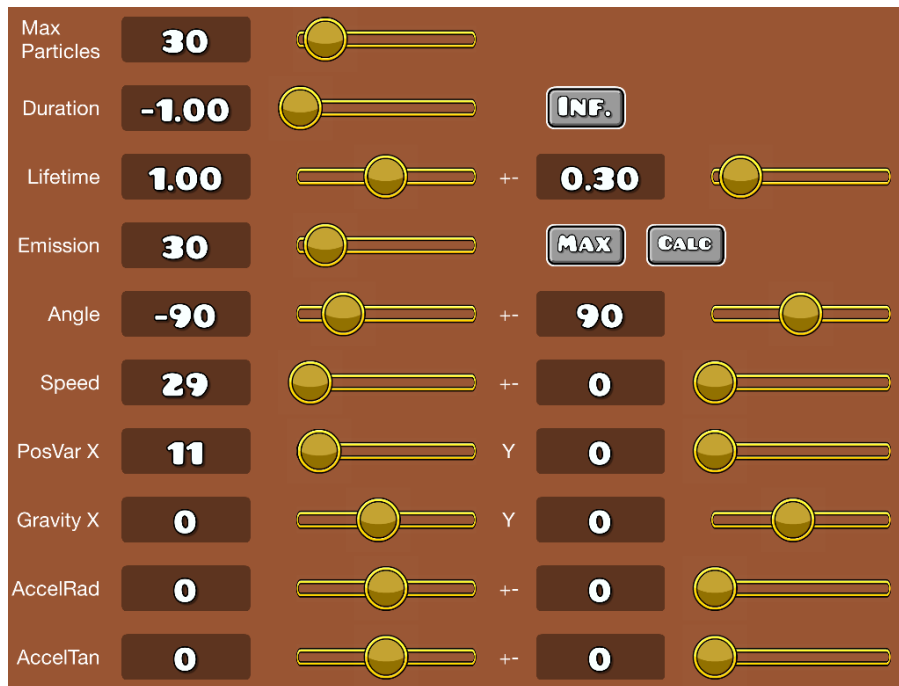 Max
Particles 30
Duration -1.00 INF.
Lifetime 1.00 +- 0.30
Emission 30 MAX CALC
Angle -90 +- 90
Speed 29 +- 0
PosVar X 11 Y 0
Gravity X 0 Y 0
AccelRad 0 +- 0
AccelTan 0 +- 0